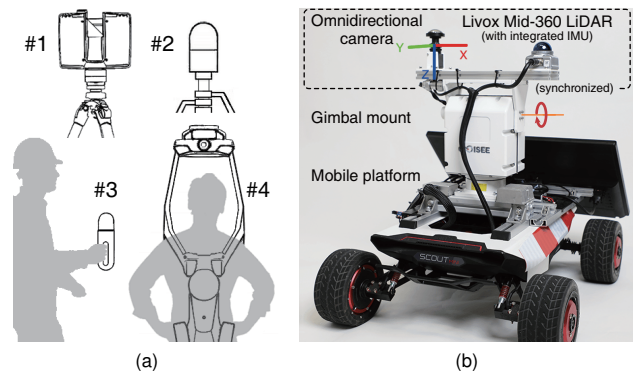 #1
#2
#3
#4
(a)
Omnidirectional
camera
Livox Mid-360 LiDAR
(with integrated IMU)
Y
X
Z
(synchronized)
Gimbal mount
ISEE
Mobile platform
SCOUT
(b)